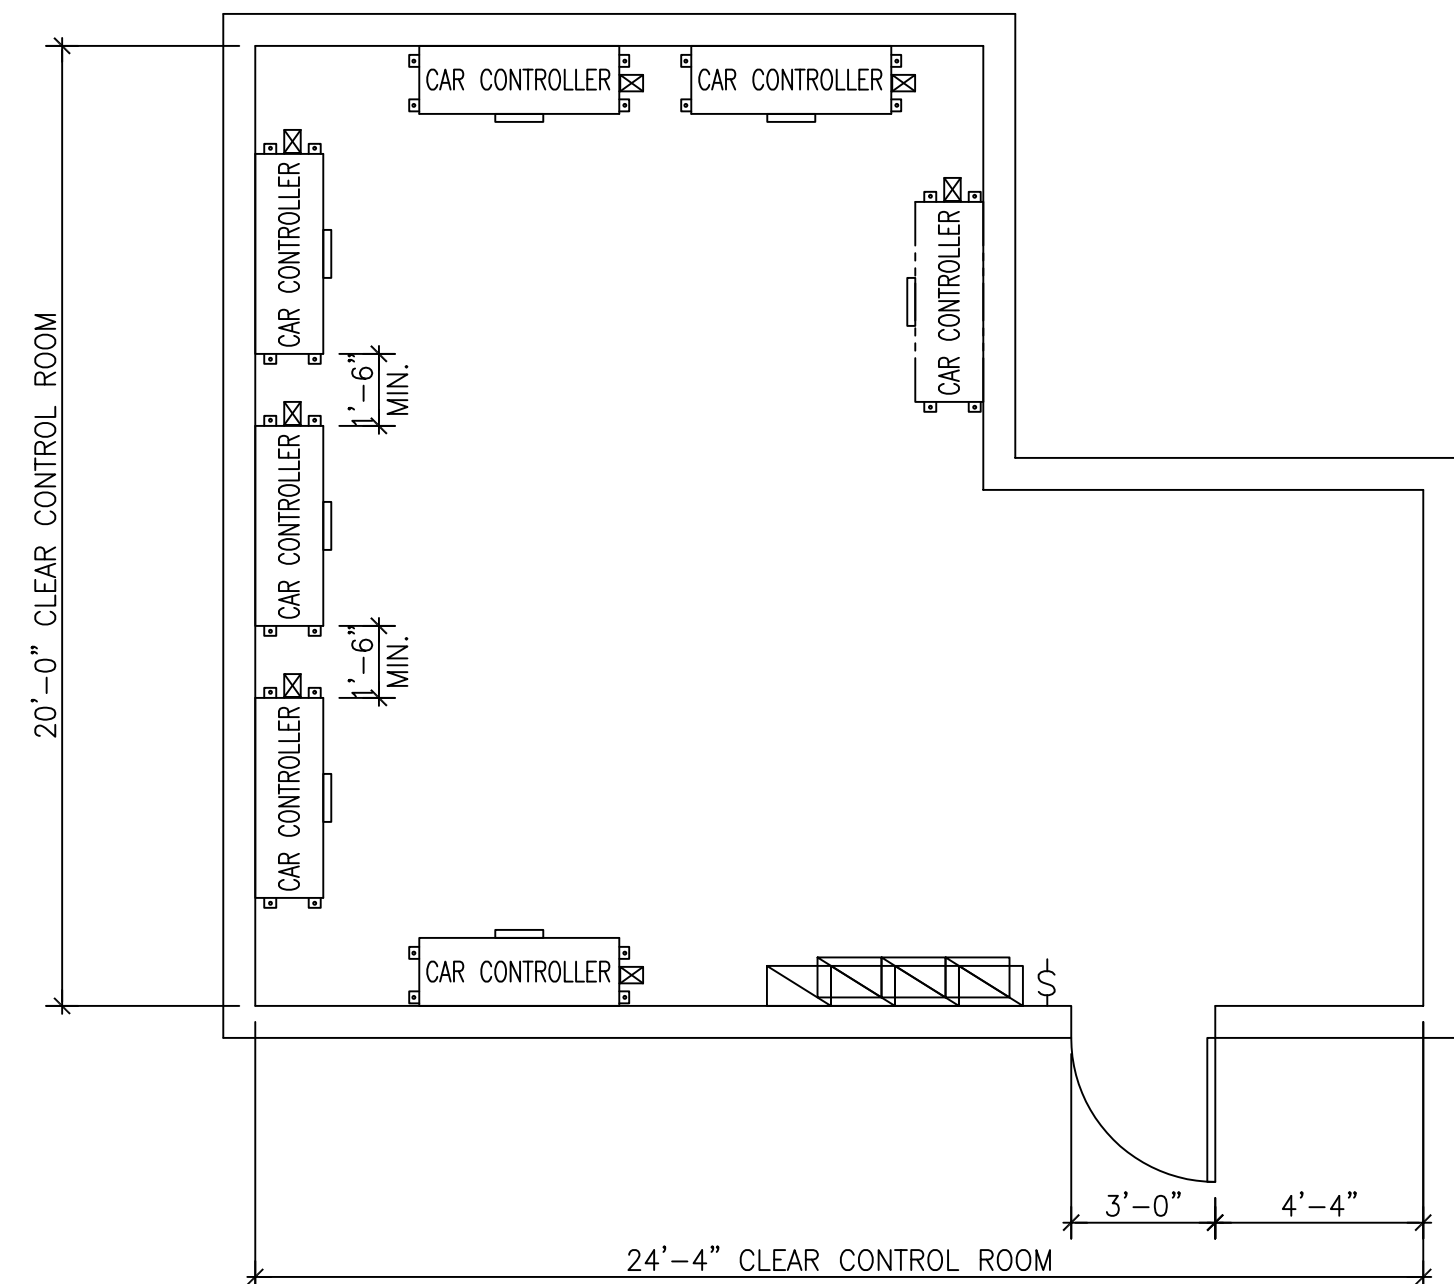 CAR CONTROLLER
CAR CONTROLLER
CAR CONTROLLER
CAR CONTROLLER
20'-0" CLEAR CONTROL ROOM
1'-6"
MIN.
CAR CONTROLLER
1'-6"
MIN.
CAR CONTROLLER
CAR CONTROLLER
S
3'-0"
4'-4"
24'-4" CLEAR CONTROL ROOM